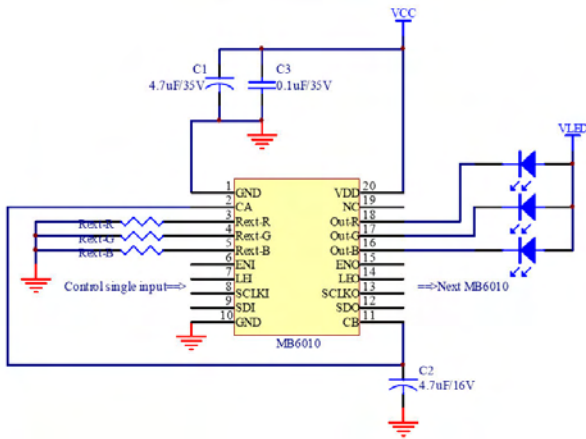 VCC
C1
4.7uF/35V
C3
0.1uF/35V
VLED
1 GND VDD 20
2 CA NC 19
Rext-R 3 Rext-R Out-R 18
Rext-G 4 Rext-G Out-G 17
Rext-B 5 Rext-B Out-B 16
6 ENI ENO 15
7 LEI LEO 14
Control single input==> 8 SCLKI SCLKO 13 ==>Next MB6010
9 SDI SDO 12
10 GND CB 11
MB6010
C2
4.7uF/16V